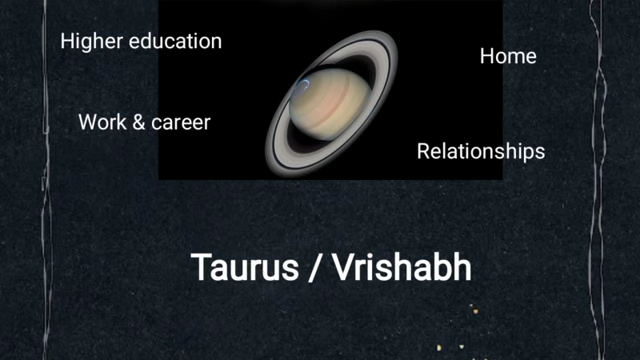 Higher education
Home
Work & career
Relationships
Taurus / Vrishabh